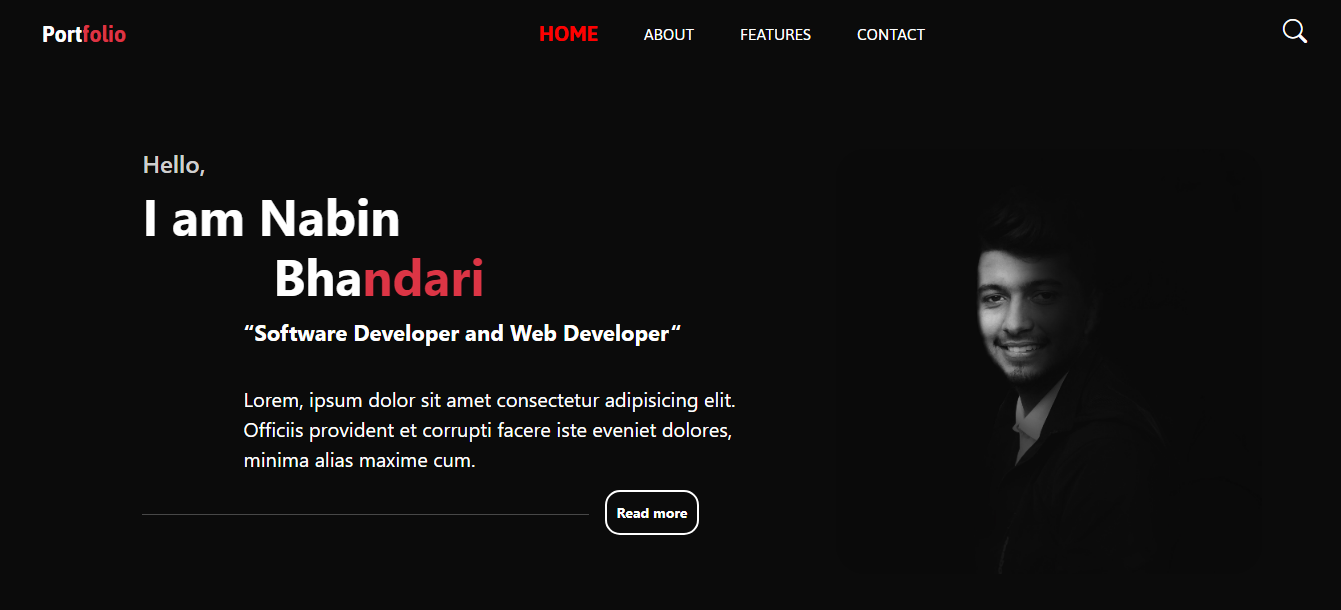 Portfolio
HOME ABOUT FEATURES CONTACT
Hello,
I am Nabin
Bhandari
“Software Developer and Web Developer“
Lorem, ipsum dolor sit amet consectetur adipisicing elit.
Officiis provident et corrupti facere iste eveniet dolores,
minima alias maxime cum.
Read more